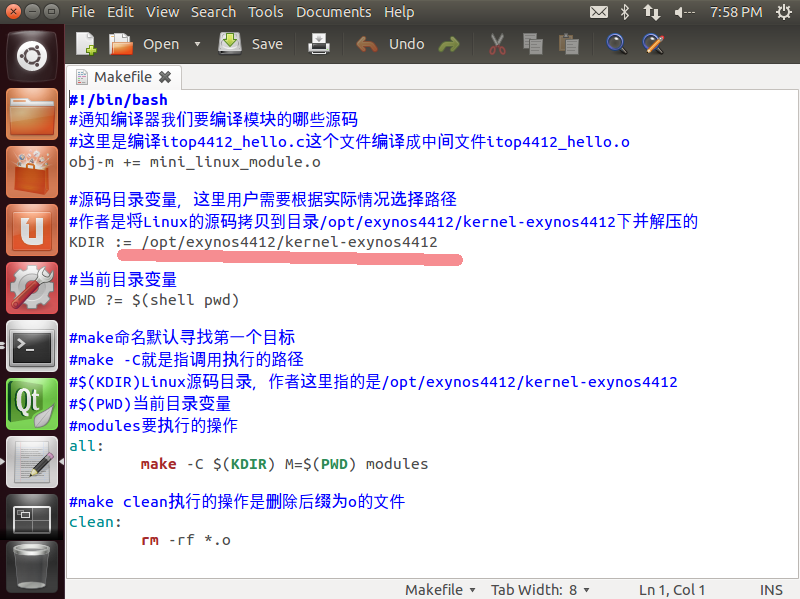 File Edit View Search Tools Documents Help 7:58 PM
Open Save Undo
Makefile
#!/bin/bash
#通知编译器我们要编译模块的哪些源码
#这里是编译itop4412_hello.c这个文件编译成中间文件itop4412_hello.o
obj-m += mini_linux_module.o
#源码目录变量，这里用户需要根据实际情况选择路径
#作者是将Linux的源码拷贝到目录/opt/exynos4412/kernel-exynos4412下并解压的
KDIR := /opt/exynos4412/kernel-exynos4412
#当前目录变量
PWD ?= $(shell pwd)
#make命名默认寻找第一个目标
#make -C就是指调用执行的路径
#$(KDIR)Linux源码目录，作者这里指的是/opt/exynos4412/kernel-exynos4412
#$(PWD)当前目录变量
#modules要执行的操作
all:
make -C $(KDIR) M=$(PWD) modules
#make clean执行的操作是删除后缀为o的文件
clean:
rm -rf *.o
Makefile Tab Width: 8 Ln 1, Col 1 INS
U
>_
Qt